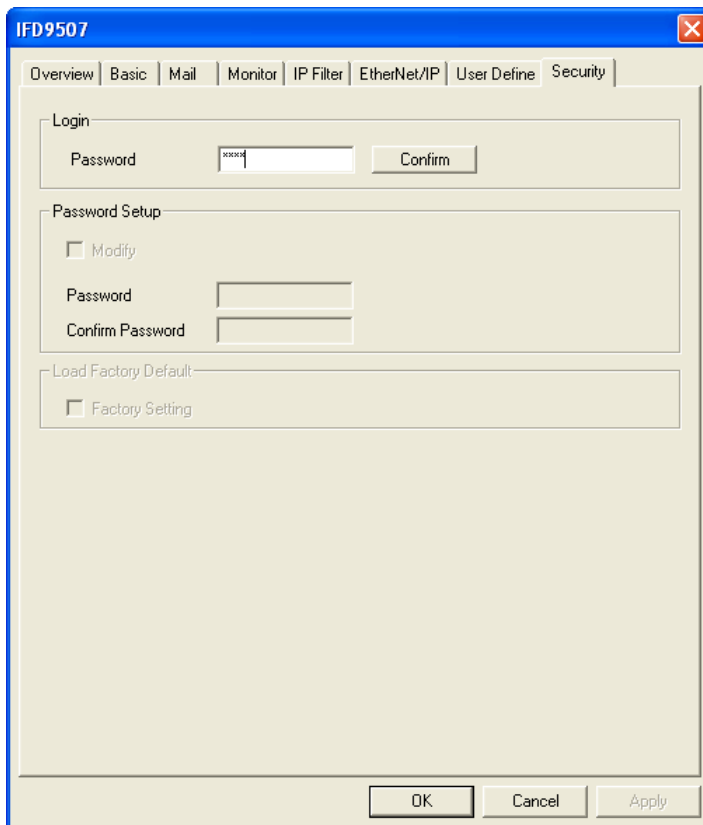 IFD9507
Overview Basic Mail Monitor IP Filter EtherNet/IP User Define Security
Login
Password **** Confirm
Password Setup
Modify
Password
Confirm Password
Load Factory Default
Factory Setting
OK Cancel Apply